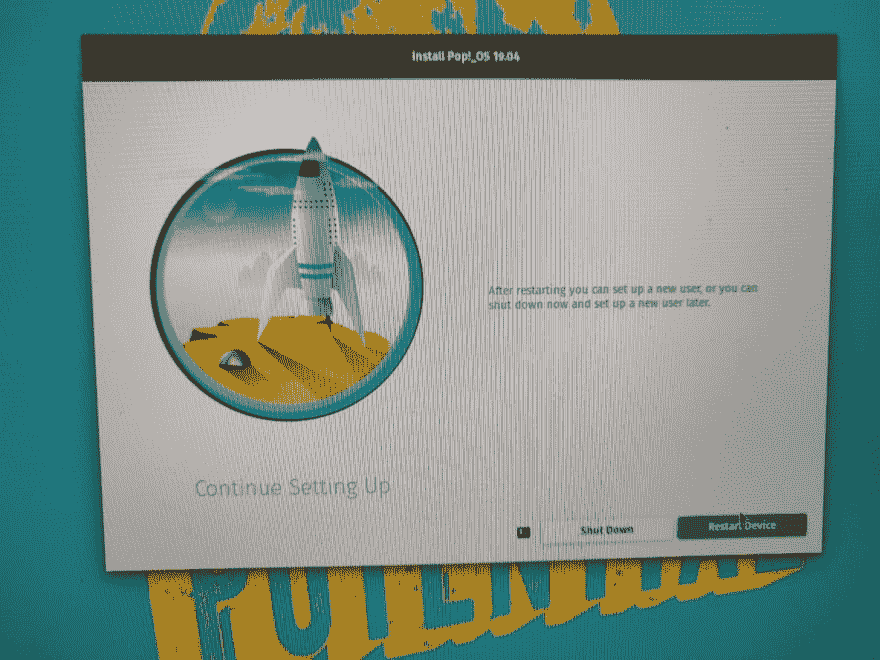 Install Pop!_OS 19.04
After restarting you can set up a new user, or you can
shut down now and set up a new user later.
Continue Setting Up
Shut Down
Restart Device